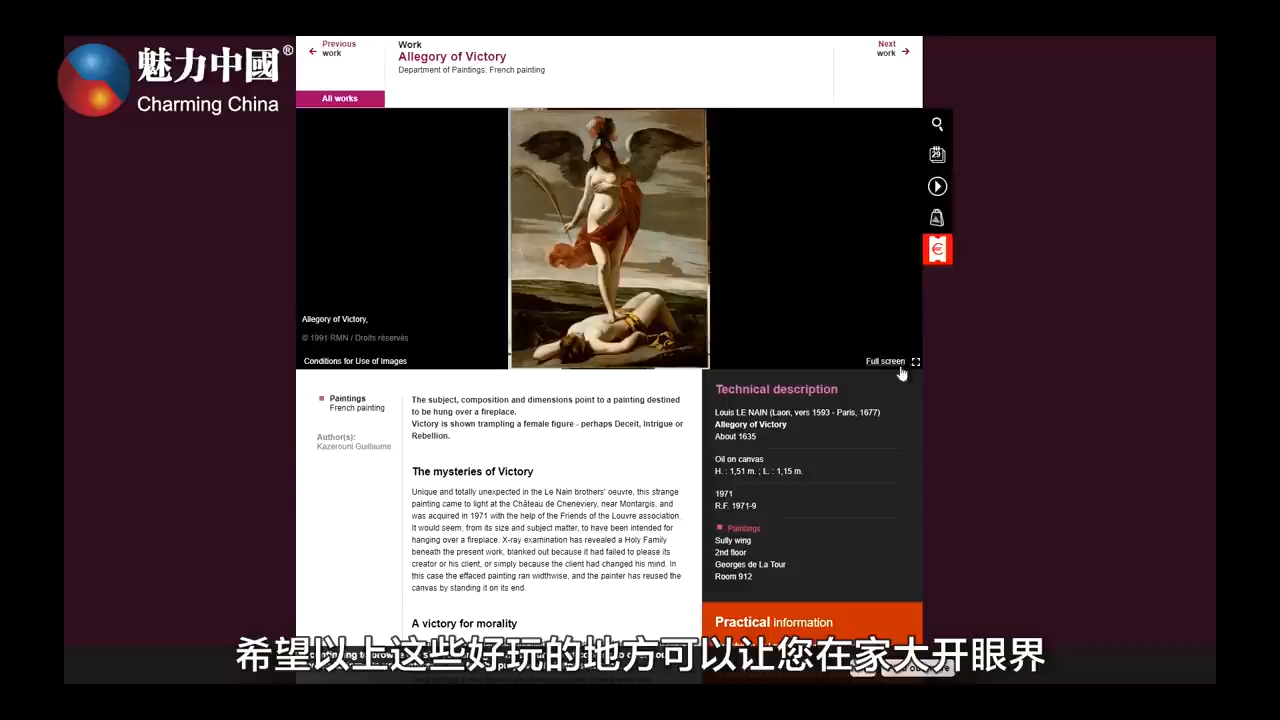 魅力中國®
Charming China
Previous
work
Work
Allegory of Victory
Department of Paintings: French painting
Next
work
All works
29
Allegory of Victory,
© 1991 RMN / Droits réservés
Conditions for Use of Images
Full screen
Paintings
French painting
Author(s):
Kazerouni Guillaume
The subject, composition and dimensions point to a painting destined
to be hung over a fireplace.
Victory is shown trampling a female figure - perhaps Deceit, Intrigue or
Rebellion.
The mysteries of Victory
Unique and totally unexpected in the Le Nain brothers' oeuvre, this strange
painting came to light at the Château de Cheneviery, near Montargis, and
was acquired in 1971 with the help of the Friends of the Louvre association.
It would seem, from its size and subject matter, to have been intended for
hanging over a fireplace. X-ray examination has revealed a Holy Family
beneath the present work, blanked out because it had failed to please its
creator or his client, or simply because the client had changed his mind. In
this case the effaced painting ran widthwise, and the painter has reused the
canvas by standing it on its end.
A victory for morality
Technical description
Louis LE NAIN (Laon, vers 1593 - Paris, 1677)
Allegory of Victory
About 1635
Oil on canvas
H. : 1,51 m. ; L. : 1,15 m.
1971
R.F. 1971-9
Paintings
Sully wing
2nd floor
Georges de La Tour
Room 912
Practical information
希望以上这些好玩的地方可以让您在家大开眼界